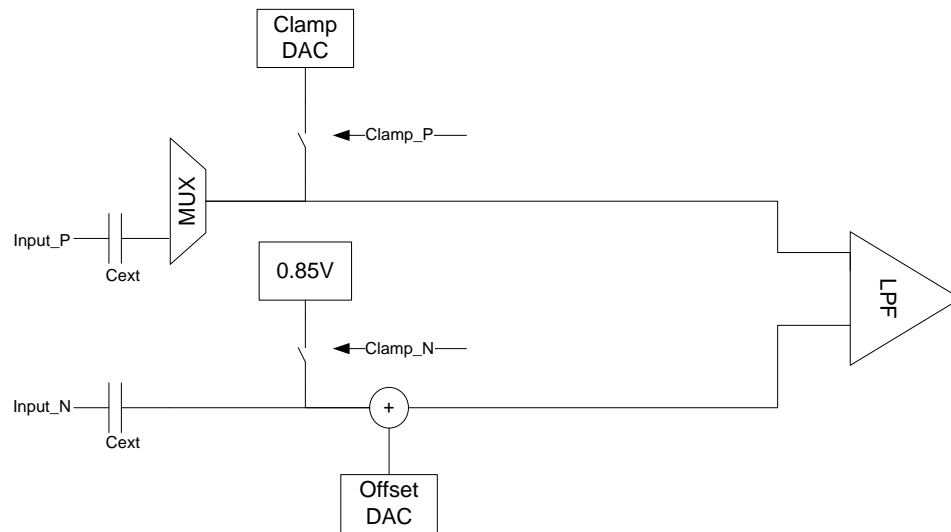 Clamp
DAC
Clamp_P
MUX
Input_P
Cext
0.85V
LPF
Clamp_N
Input_N
Cext
+
Offset
DAC